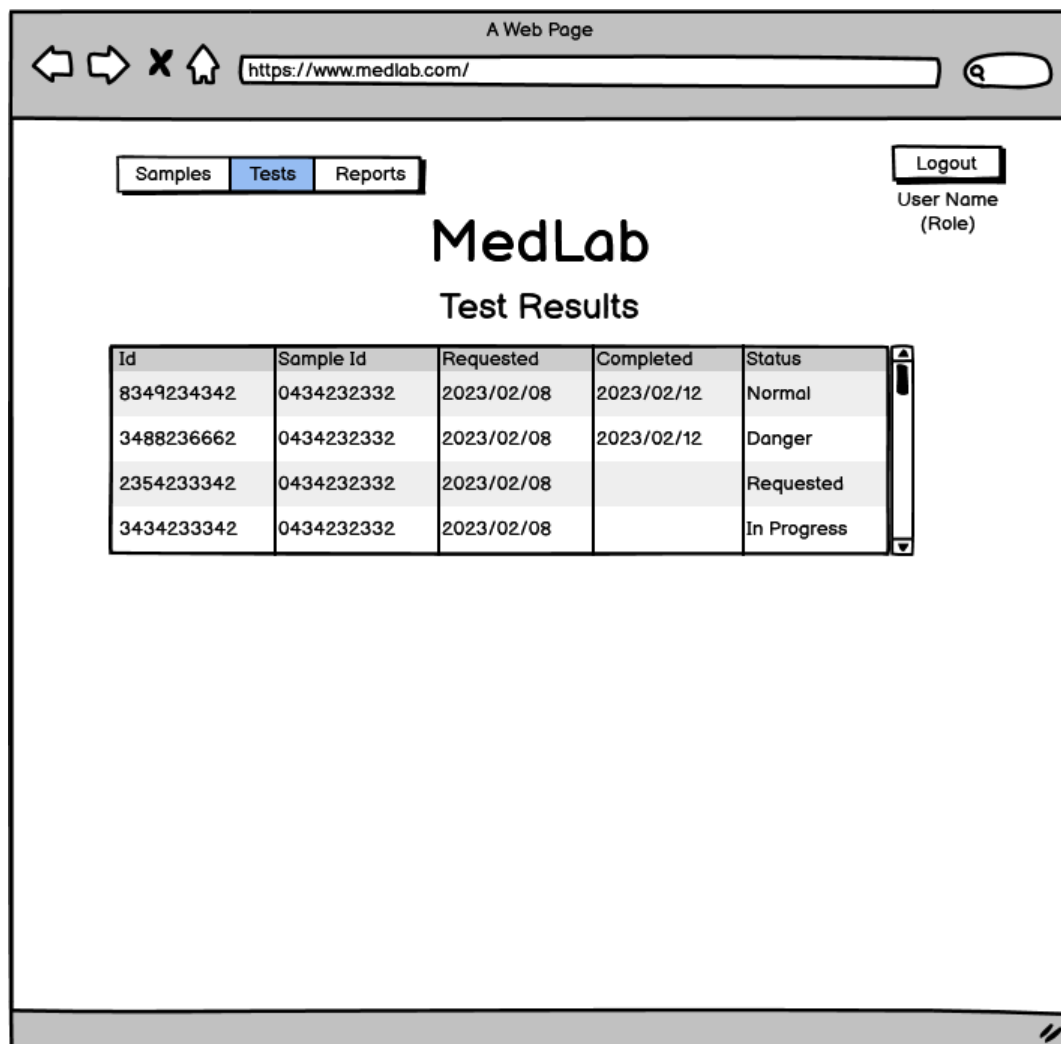 A Web Page
https://www.medlab.com/
Samples Tests Reports
Logout
User Name
(Role)
MedLab
Test Results
Id Sample Id Requested Completed Status
8349234342 0434232332 2023/02/08 2023/02/12 Normal
3488236662 0434232332 2023/02/08 2023/02/12 Danger
2354233342 0434232332 2023/02/08 Requested
3434233342 0434232332 2023/02/08 In Progress